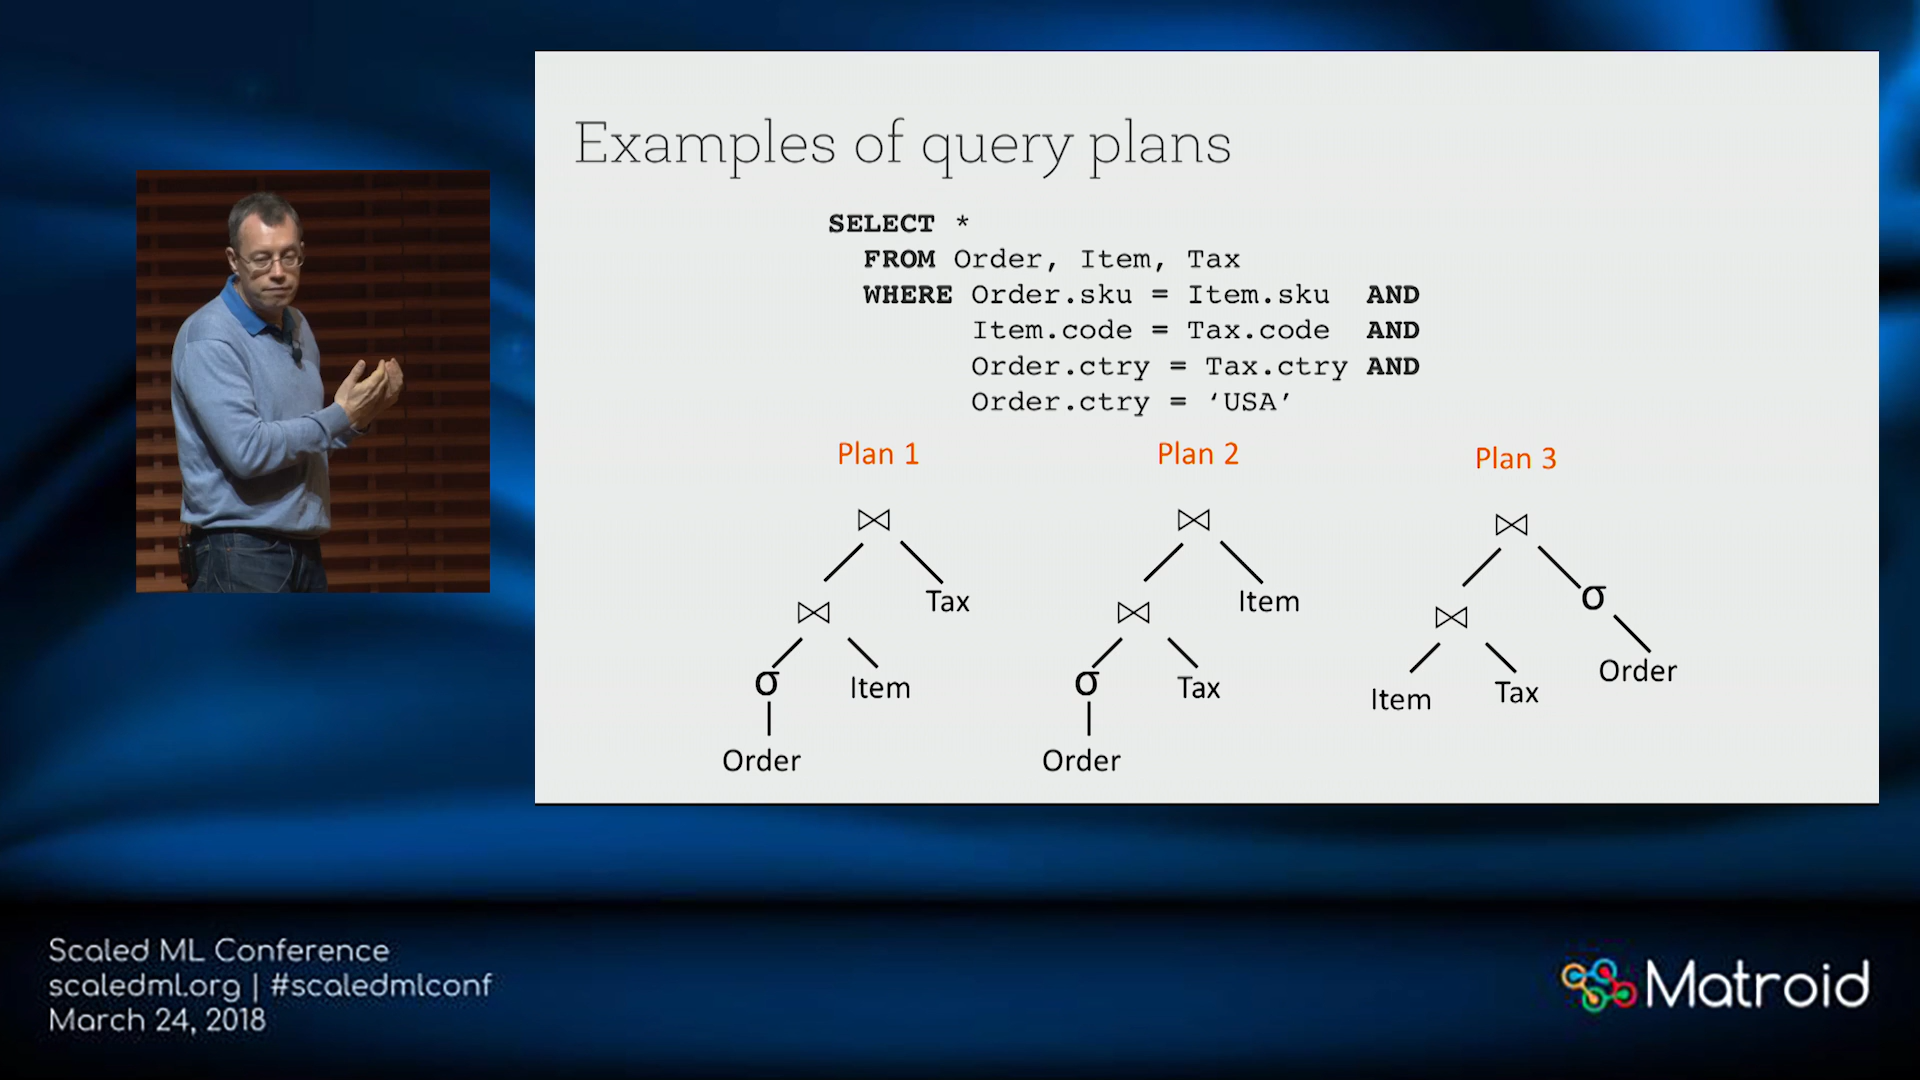 Examples of query plans
SELECT *
FROM Order, Item, Tax
WHERE Order.sku = Item.sku AND
Item.code = Tax.code AND
Order.ctry = Tax.ctry AND
Order.ctry = ‘USA’
Plan 1
Plan 2
Plan 3
⋈
⋈
⋈
Tax
Item
σ
⋈
⋈
⋈
σ
Item
σ
Tax
Item
Tax
Order
Order
Order
Scaled ML Conference
scaledml.org | #scaledmlconf
March 24, 2018
Matroid